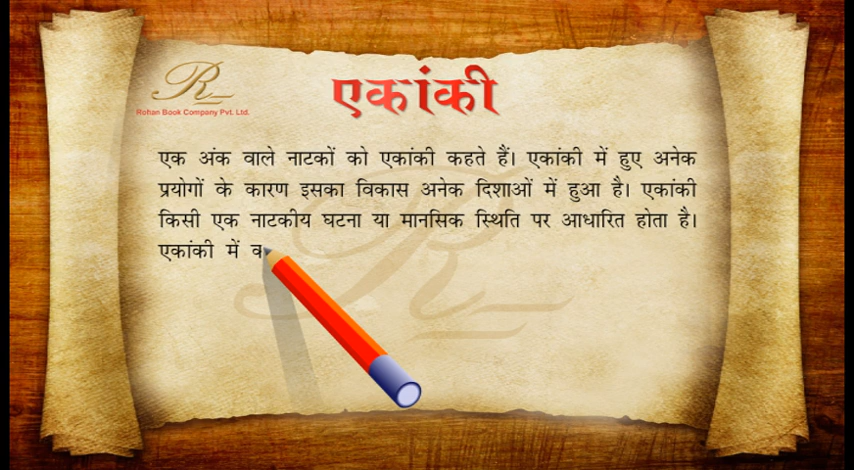 एकांकी
Rohan Book Company Pvt. Ltd.
एक अंक वाले नाटकों को एकांकी कहते हैं। एकांकी में हुए अनेक
प्रयोगों के कारण इसका विकास अनेक दिशाओं में हुआ है। एकांकी
किसी एक नाटकीय घटना या मानसिक स्थिति पर आधारित होता है।
एकांकी में